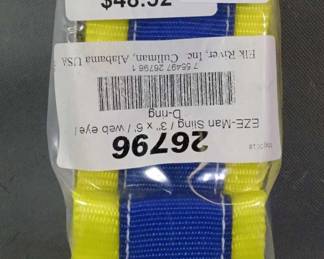 $48.52
26796
EZE-Man Sling / 3" x 6' / web eye /
D-ring
7 55497 26796 1
Elk River, Inc. Cullman, Alabama USA